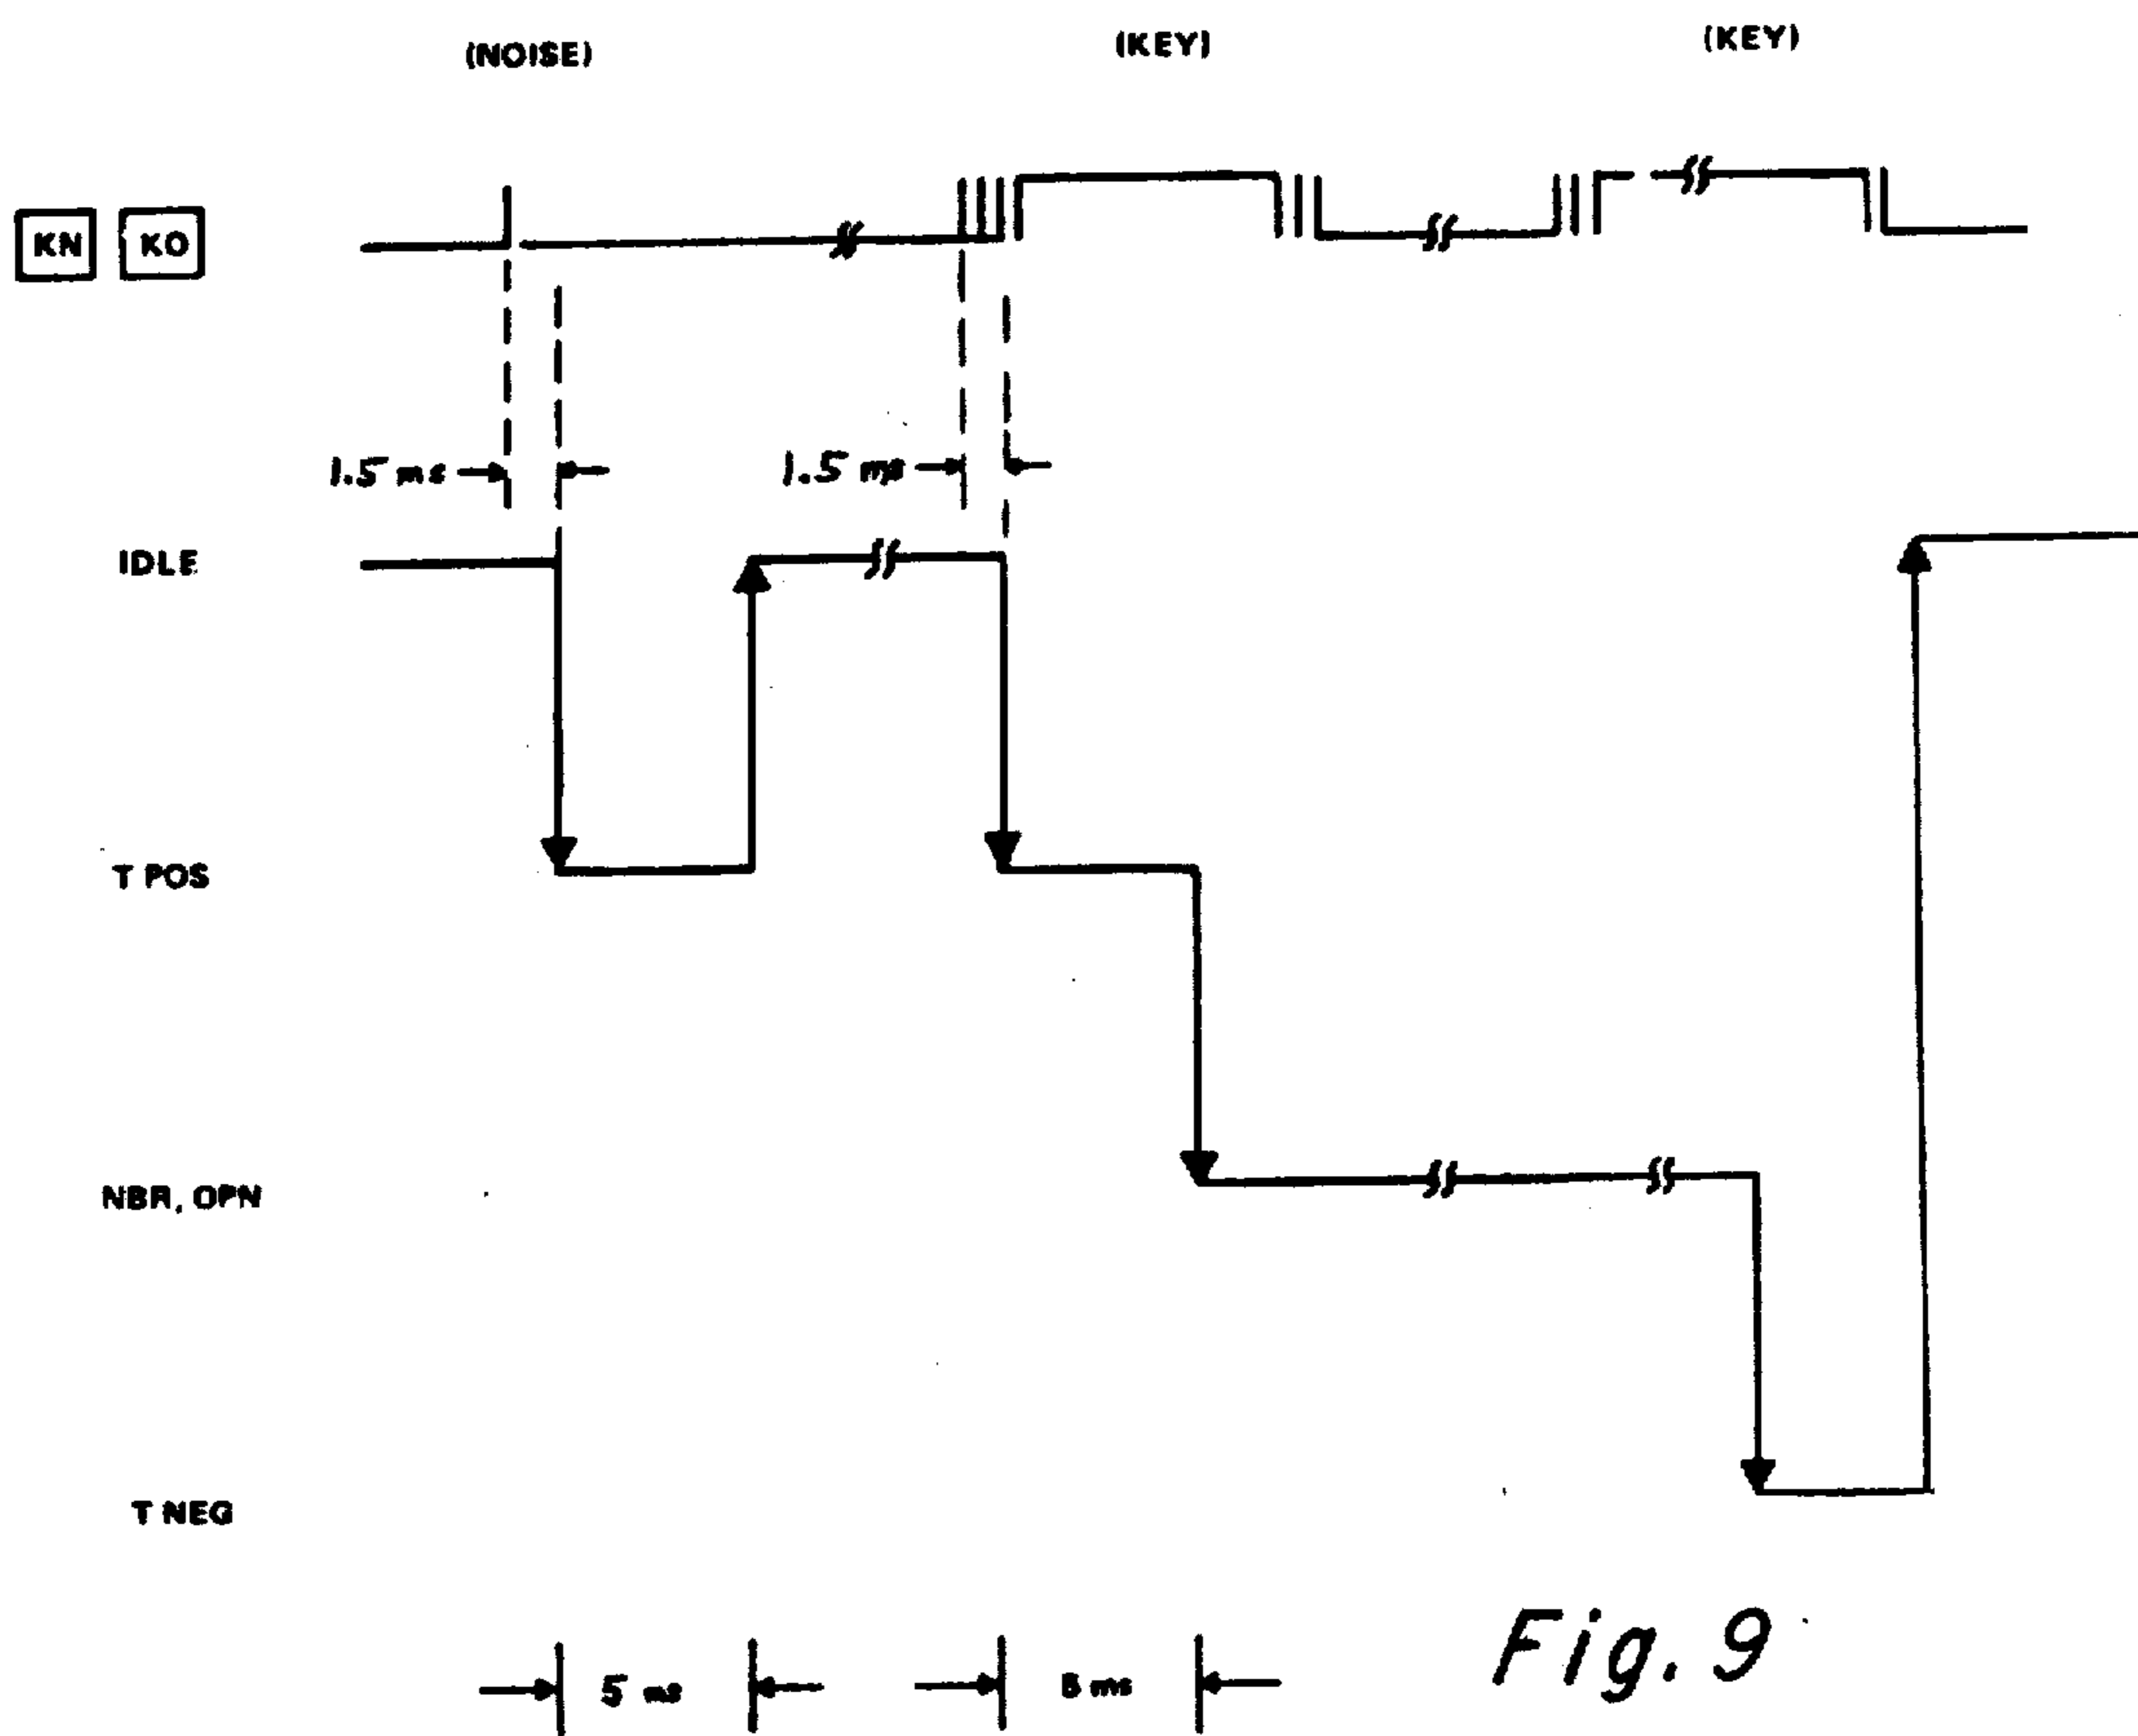 (NOISE) (KEY) (KEY)
KN KO
1.5 ms 1.5 ms
IDLE
T POS
NBR, OPN
T NEG
5 ms 5 ms
Fig. 9